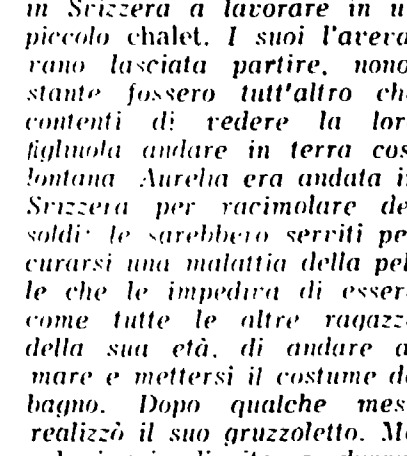 in Svizzera a lavorare in u
piccolo chalet. I suoi l'aveva
vano lasciata partire, nono
stante fossero tutt'altro ch
contenti di vedere la lor
figliuola andare in terra cos
lontana Aurelia era andata i
Svizzera per racimolare de
soldi: le sarebbero serviti pe
curarsi una malattia della pel
le che le impediva di esser
come tutte le altre ragazz
della sua età, di andare a
mare e mettersi il costume d
bagno. Dopo qualche mes
realizzò il suo gruzzoletto. M